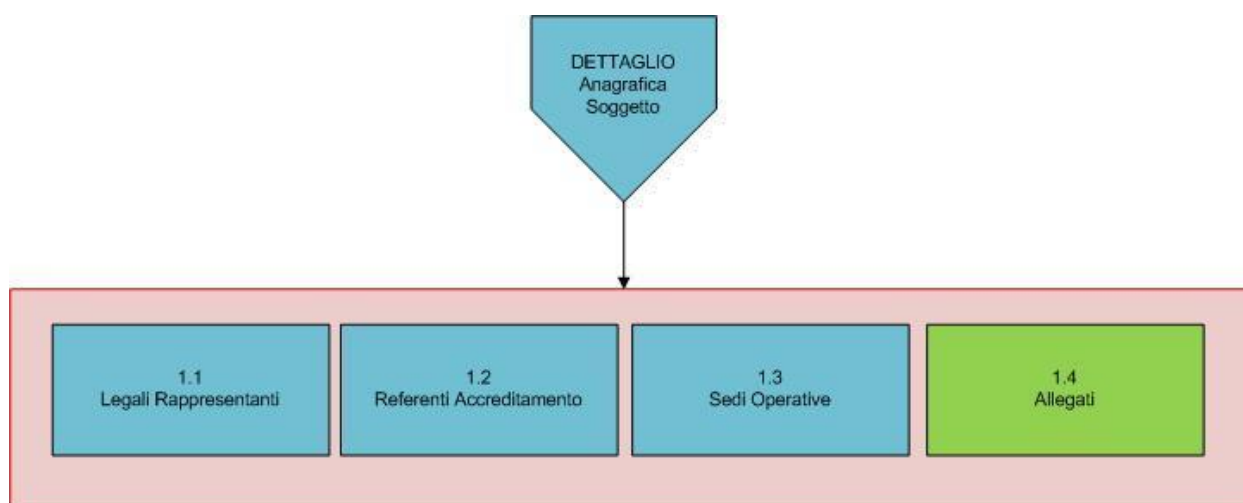 DETTAGLIO
Anagrafica
Soggetto
1.1
Legali Rappresentanti
1.2
Referenti Accreditamento
1.3
Sedi Operative
1.4
Allegati